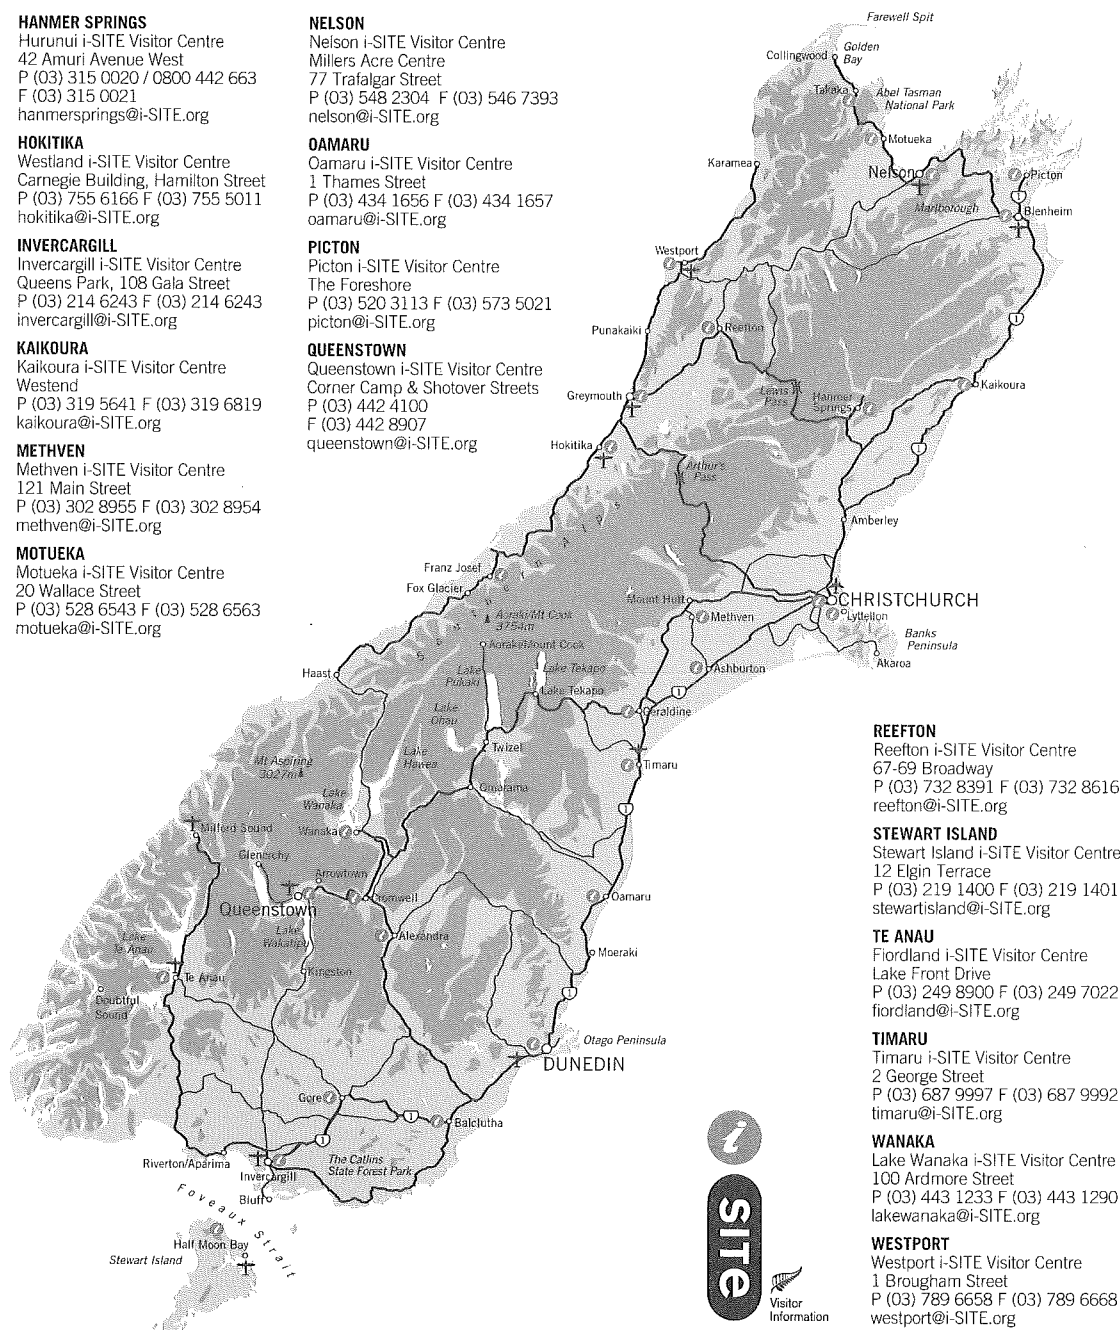 HANMER SPRINGS
Hurunui i-SITE Visitor Centre
42 Amuri Avenue West
P (03) 315 0020 / 0800 442 663
F (03) 315 0021
hanmersprings@i-SITE.org
HOKITIKA
Westland i-SITE Visitor Centre
Carnegie Building, Hamilton Street
P (03) 755 6166 F (03) 755 5011
hokitika@i-SITE.org
INVERCARGILL
Invercargill i-SITE Visitor Centre
Queens Park, 108 Gala Street
P (03) 214 6243 F (03) 214 6243
invercargill@i-SITE.org
KAIKOURA
Kaikoura i-SITE Visitor Centre
Westend
P (03) 319 5641 F (03) 319 6819
kaikoura@i-SITE.org
METHVEN
Methven i-SITE Visitor Centre
121 Main Street
P (03) 302 8955 F (03) 302 8954
methven@i-SITE.org
MOTUEKA
Motueka i-SITE Visitor Centre
20 Wallace Street
P (03) 528 6543 F (03) 528 6563
motueka@i-SITE.org
NELSON
Nelson i-SITE Visitor Centre
Millers Acre Centre
77 Trafalgar Street
P (03) 548 2304 F (03) 546 7393
nelson@i-SITE.org
OAMARU
Oamaru i-SITE Visitor Centre
1 Thames Street
P (03) 434 1656 F (03) 434 1657
oamaru@i-SITE.org
PICTON
Picton i-SITE Visitor Centre
The Foreshore
P (03) 520 3113 F (03) 573 5021
picton@i-SITE.org
QUEENSTOWN
Queenstown i-SITE Visitor Centre
Corner Camp & Shotover Streets
P (03) 442 4100
F (03) 442 8907
queenstown@i-SITE.org
Farewell Spit
Collingwood
Golden
Bay
Takaka
Abel Tasman
National Park
Motueka
Karamea
Nelson
Picton
Marlborough
Blenheim
1
Westport
Punakaiki
Reefton
1
Lewis
Pass
Hanmer
Springs
Kaikoura
Greymouth
Hokitika
1
Arthur's
Pass
Amberley
Southern Alps
Franz Josef
Fox Glacier
Aoraki/Mt Cook
3754m
Mount Hutt
Methven
CHRISTCHURCH
Lyttelton
Banks
Peninsula
Akaroa
Aoraki/Mount Cook
Haast
Lake
Pukaki
Lake Tekapo
Lake Tekapo
Ashburton
1
Lake
Ohau
Geraldine
Twizel
Lake
Hawea
Timaru
Mt Aspiring
3027m
Omarama
Lake
Wanaka
1
Milford Sound
Wanaka
Glenorchy
Arrowtown
Queenstown
Cromwell
Oamaru
Lake
Wakatipu
Alexandra
Lake
Te Anau
Moeraki
Te Anau
Kingston
Doubtful
Sound
1
Otago Peninsula
DUNEDIN
Gore
1
Balclutha
1
Riverton/Aparima
Invercargill
The Catlins
State Forest Park
Bluff
Foveaux Strait
Half Moon Bay
Stewart Island
REEFTON
Reefton i-SITE Visitor Centre
67-69 Broadway
P (03) 732 8391 F (03) 732 8616
reefton@i-SITE.org
STEWART ISLAND
Stewart Island i-SITE Visitor Centre
12 Elgin Terrace
P (03) 219 1400 F (03) 219 1401
stewartisland@i-SITE.org
TE ANAU
Fiordland i-SITE Visitor Centre
Lake Front Drive
P (03) 249 8900 F (03) 249 7022
fiordland@i-SITE.org
TIMARU
Timaru i-SITE Visitor Centre
2 George Street
P (03) 687 9997 F (03) 687 9992
timaru@i-SITE.org
WANAKA
Lake Wanaka i-SITE Visitor Centre
100 Ardmore Street
P (03) 443 1233 F (03) 443 1290
lakewanaka@i-SITE.org
WESTPORT
Westport i-SITE Visitor Centre
1 Brougham Street
P (03) 789 6658 F (03) 789 6668
westport@i-SITE.org
i
SITE
Visitor
Information